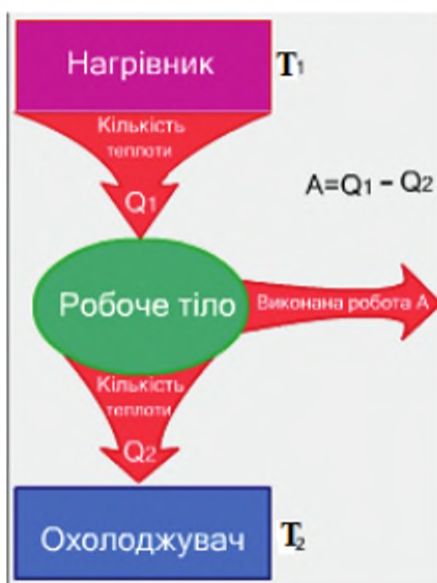 Нагрівник T1
Кількість
теплоти
Q1
A=Q1 – Q2
Робоче тіло
Виконана робота А
Кількість
теплоти
Q2
Охолоджувач T2